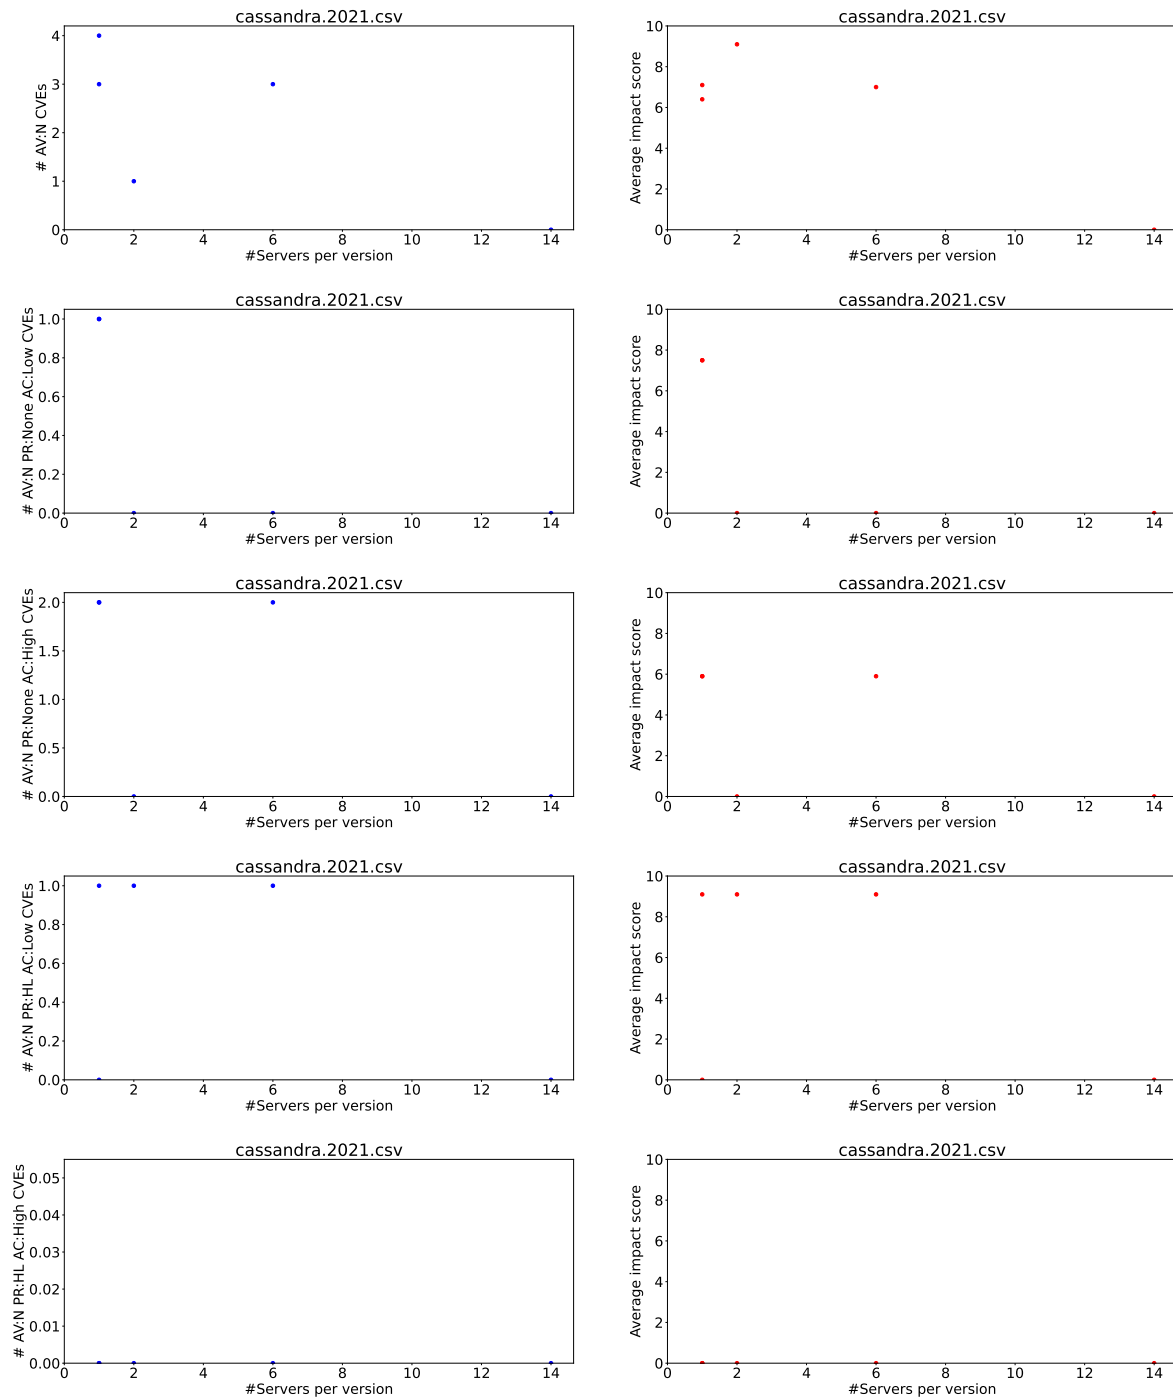 cassandra.2021.csv
# AV:N CVEs
4
3
2
1
0
0 2 4 6 8 10 12 14
#Servers per version
cassandra.2021.csv
Average impact score
10
8
6
4
2
0
0 2 4 6 8 10 12 14
#Servers per version
cassandra.2021.csv
# AV:N PR:None AC:Low CVEs
1.0
0.8
0.6
0.4
0.2
0.0
0 2 4 6 8 10 12 14
#Servers per version
cassandra.2021.csv
Average impact score
10
8
6
4
2
0
0 2 4 6 8 10 12 14
#Servers per version
cassandra.2021.csv
# AV:N PR:None AC:High CVEs
2.0
1.5
1.0
0.5
0.0
0 2 4 6 8 10 12 14
#Servers per version
cassandra.2021.csv
Average impact score
10
8
6
4
2
0
0 2 4 6 8 10 12 14
#Servers per version
cassandra.2021.csv
# AV:N PR:HL AC:Low CVEs
1.0
0.8
0.6
0.4
0.2
0.0
0 2 4 6 8 10 12 14
#Servers per version
cassandra.2021.csv
Average impact score
10
8
6
4
2
0
0 2 4 6 8 10 12 14
#Servers per version
cassandra.2021.csv
# AV:N PR:HL AC:High CVEs
0.05
0.04
0.03
0.02
0.01
0.00
0 2 4 6 8 10 12 14
#Servers per version
cassandra.2021.csv
Average impact score
10
8
6
4
2
0
0 2 4 6 8 10 12 14
#Servers per version